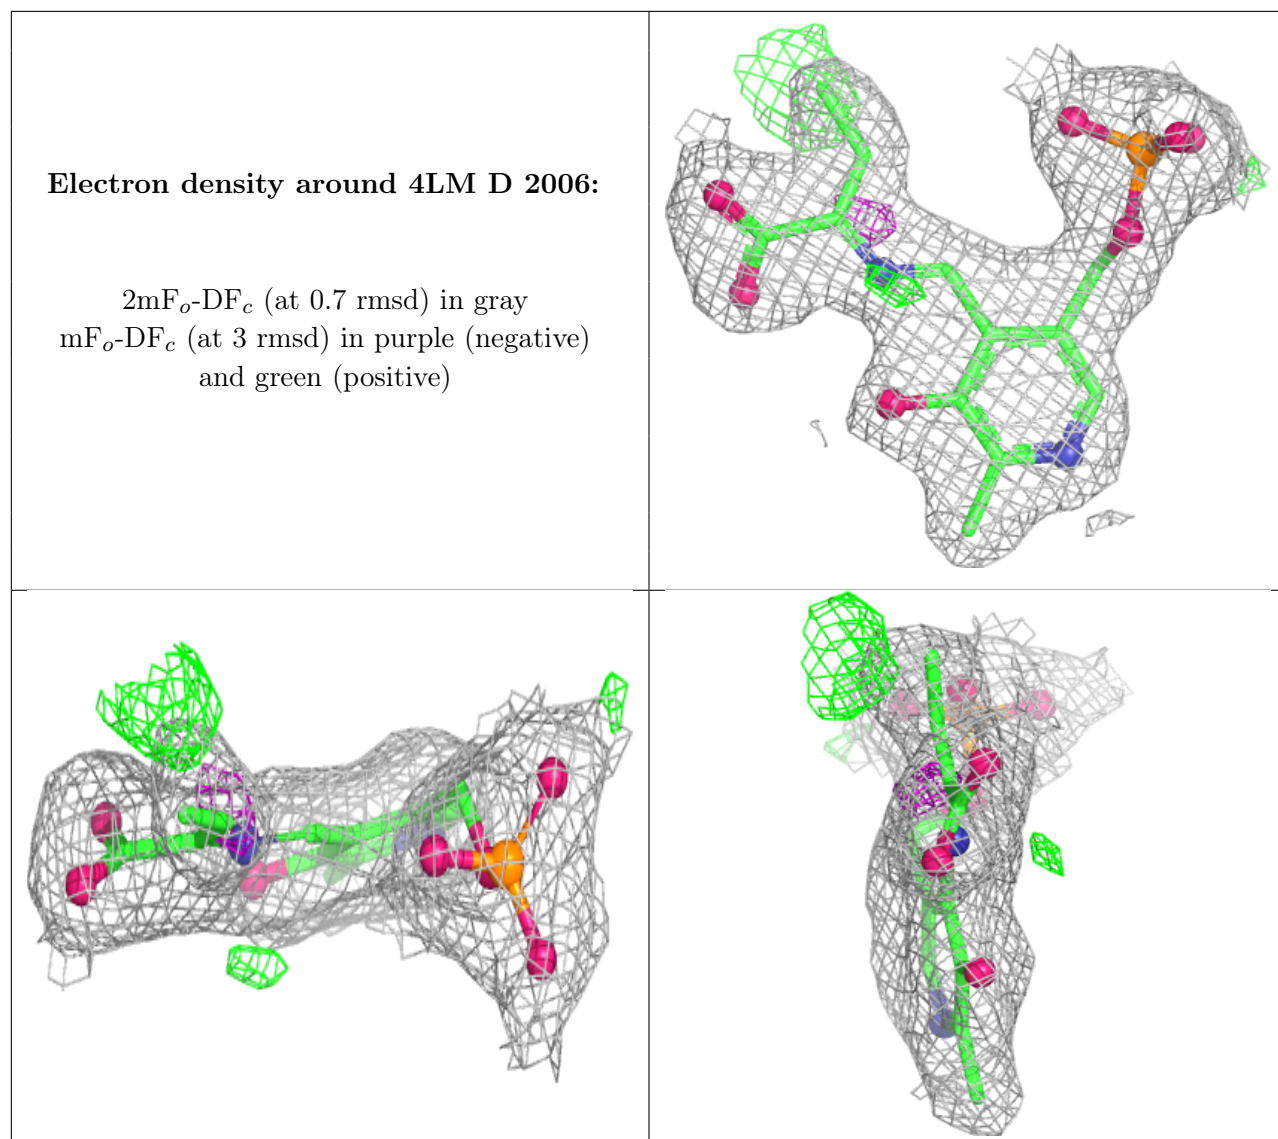 Electron density around 4LM D 2006:
2mFo-DFc (at 0.7 rmsd) in gray
mFo-DFc (at 3 rmsd) in purple (negative)
and green (positive)